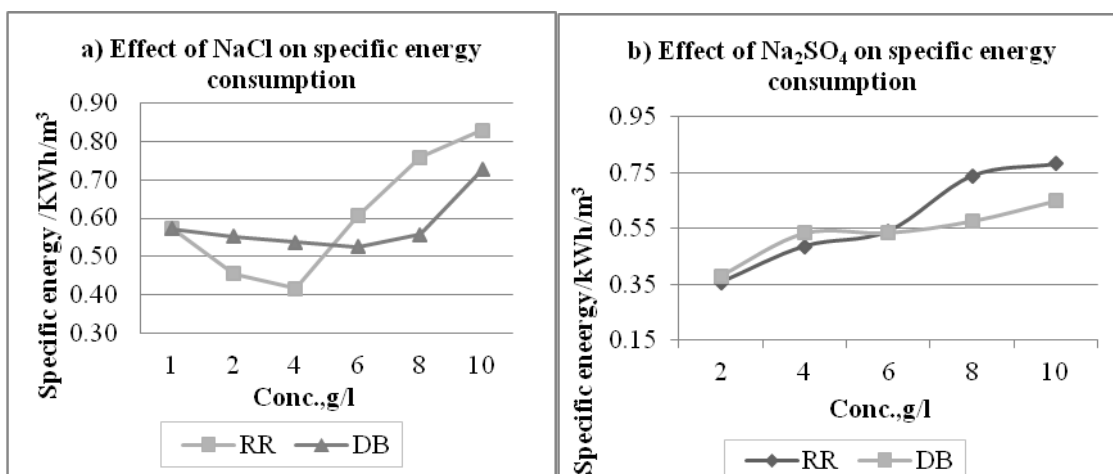 a) Effect of NaCl on specific energy
consumption
Specific energy /KWh/m³
0.90
0.80
0.70
0.60
0.50
0.40
0.30
1 2 4 6 8 10
Conc.,g/l
RR DB
b) Effect of Na₂SO₄ on specific energy
consumption
Specific eneergy/kWh/m³
0.95
0.75
0.55
0.35
0.15
2 4 6 8 10
Conc.,g/l
RR DB